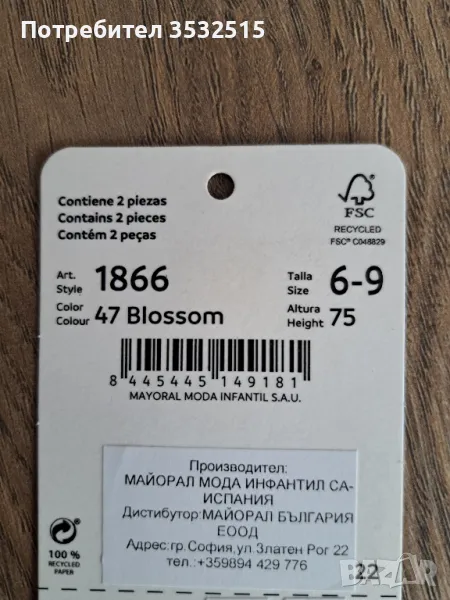 Потребител 3532515
Contiene 2 piezas
Contains 2 pieces
Contém 2 peças
FSC
RECYCLED
FSC® C048829
Art.
Style 1866
Talla
Size 6-9
Color
Colour 47 Blossom
Altura
Height 75
8 445445 149181
MAYORAL MODA INFANTIL S.A.U.
Производител:
МАЙОРАЛ МОДА ИНФАНТИЛ СА-
ИСПАНИЯ
Дистибутор:МАЙОРАЛ БЪЛГАРИЯ
ЕООД
Адрес:гр.София,ул.Златен Рог 22
тел.:+359894 429 776
100 %
RECYCLED
PAPER
22
bazar